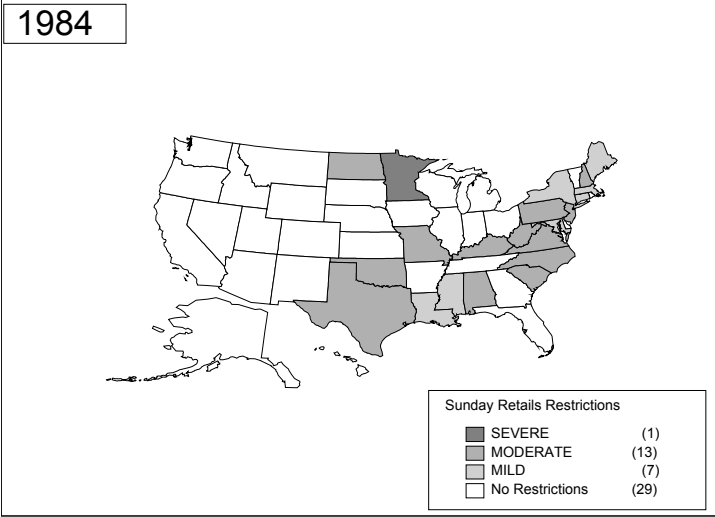 1984
Sunday Retails Restrictions
SEVERE (1)
MODERATE (13)
MILD (7)
No Restrictions (29)